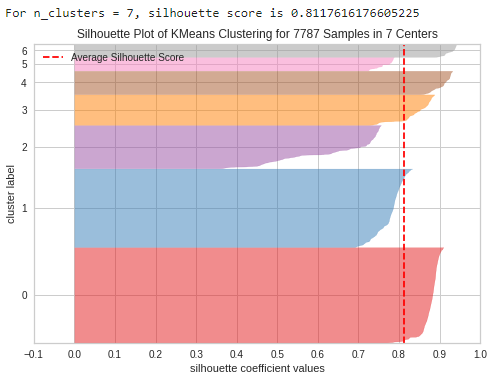 For n_clusters = 7, silhouette score is 0.8117616176605225
Silhouette Plot of KMeans Clustering for 7787 Samples in 7 Centers
Average Silhouette Score
6
5
4
3
2
1
0
cluster label
-0.1 0.0 0.1 0.2 0.3 0.4 0.5 0.6 0.7 0.8 0.9 1.0
silhouette coefficient values